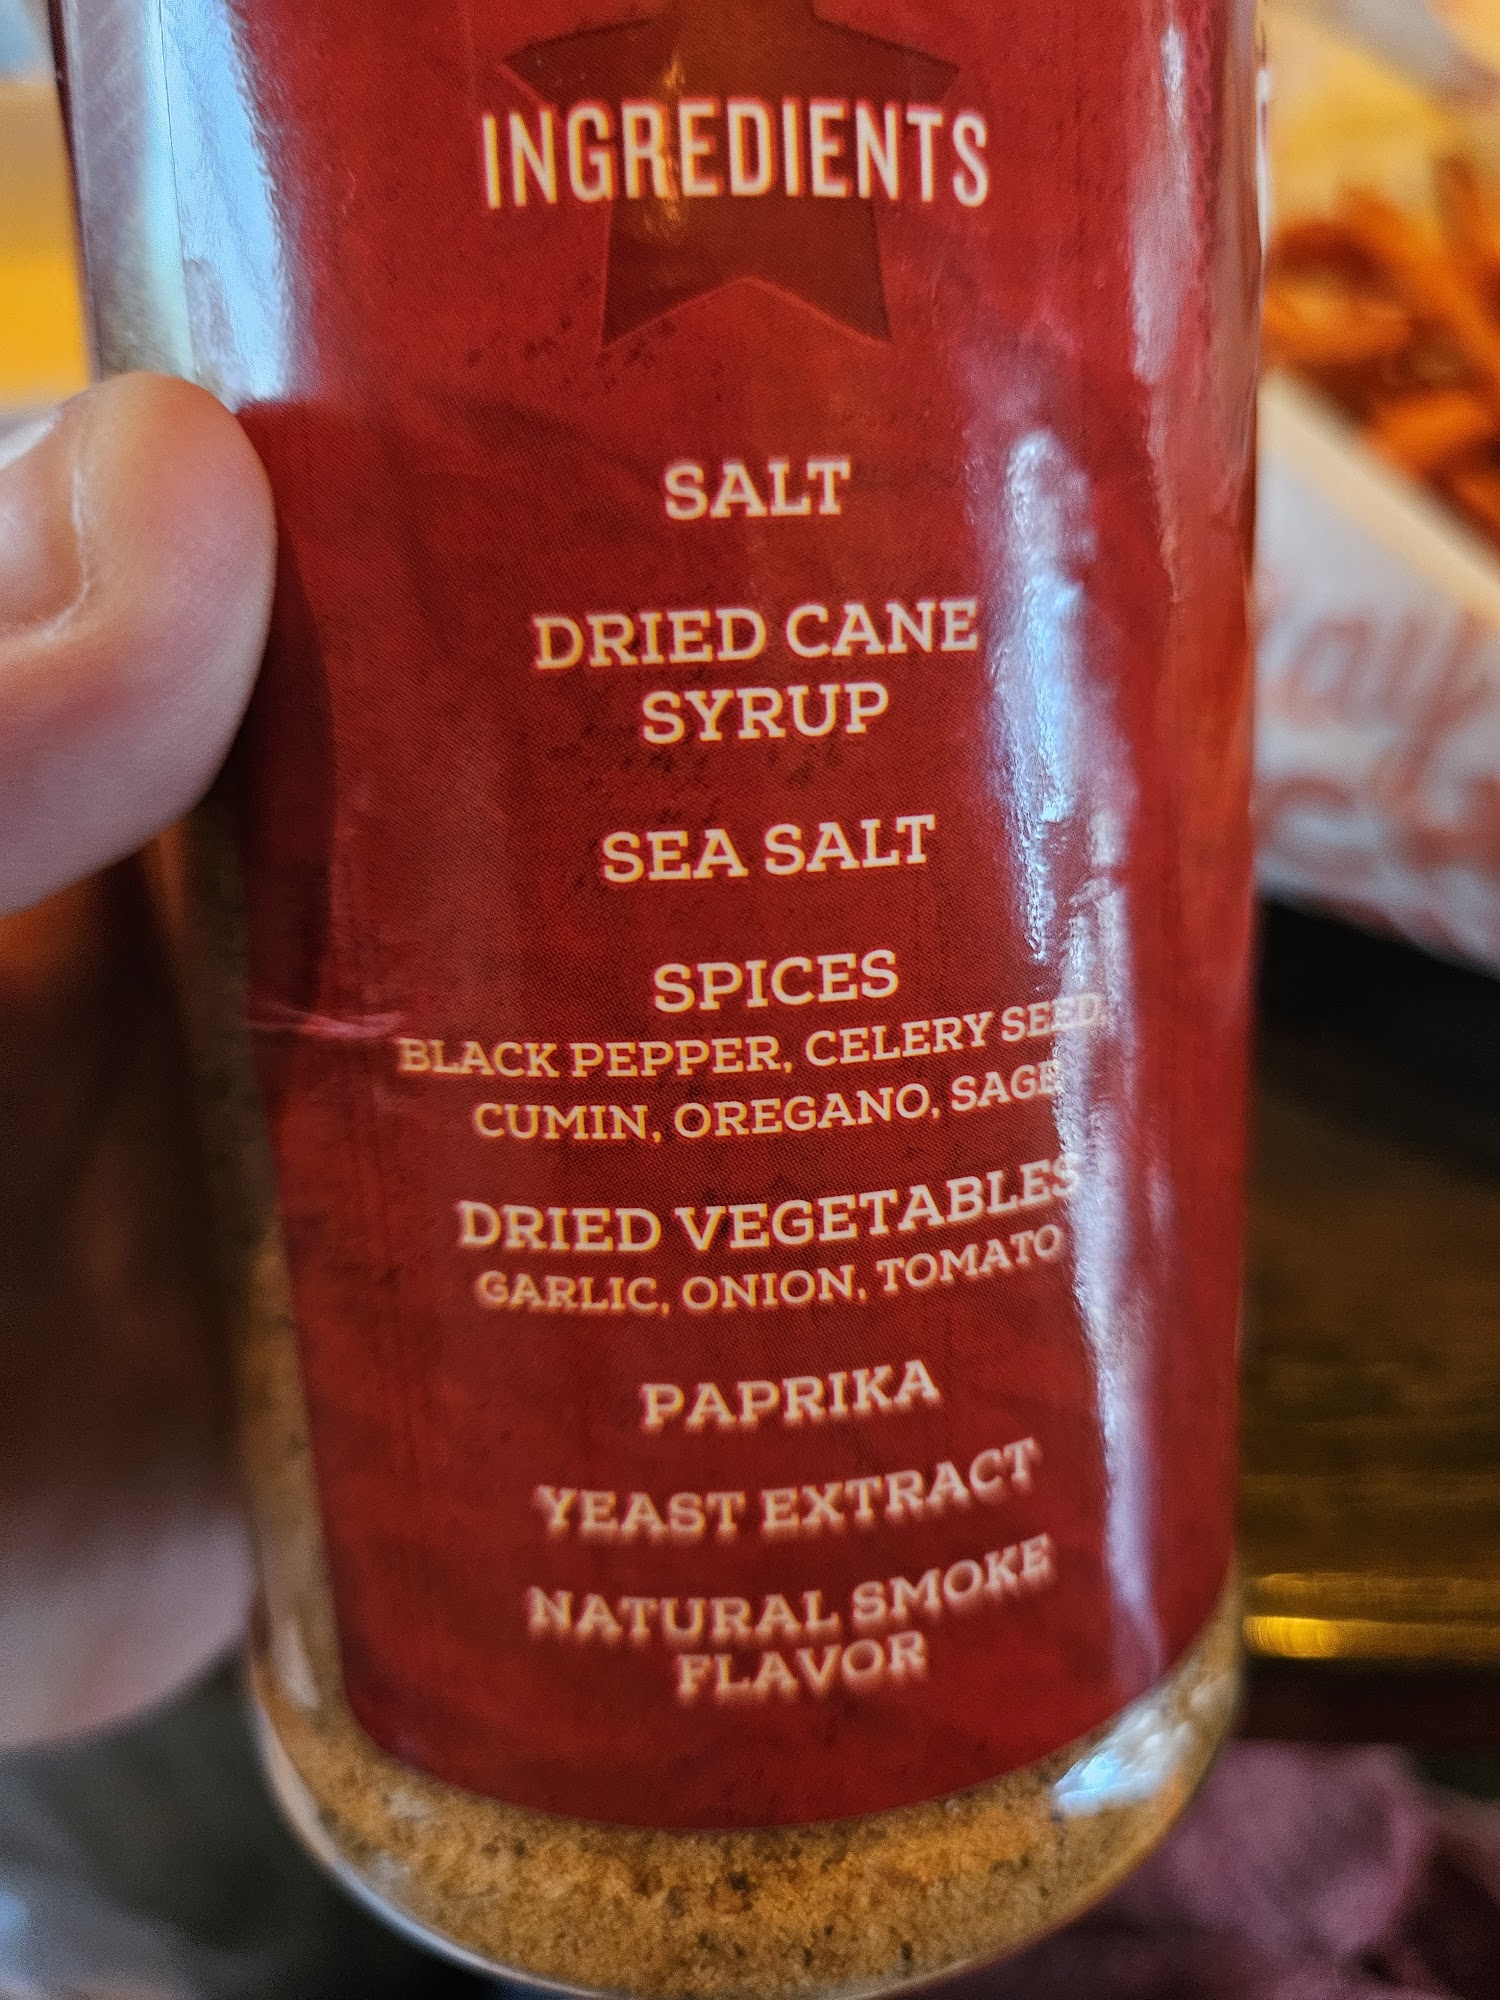 INGREDIENTS
SALT
DRIED CANE
SYRUP
SEA SALT
SPICES
BLACK PEPPER, CELERY SEED,
CUMIN, OREGANO, SAGE
DRIED VEGETABLES
GARLIC, ONION, TOMATO
PAPRIKA
YEAST EXTRACT
NATURAL SMOKE
FLAVOR